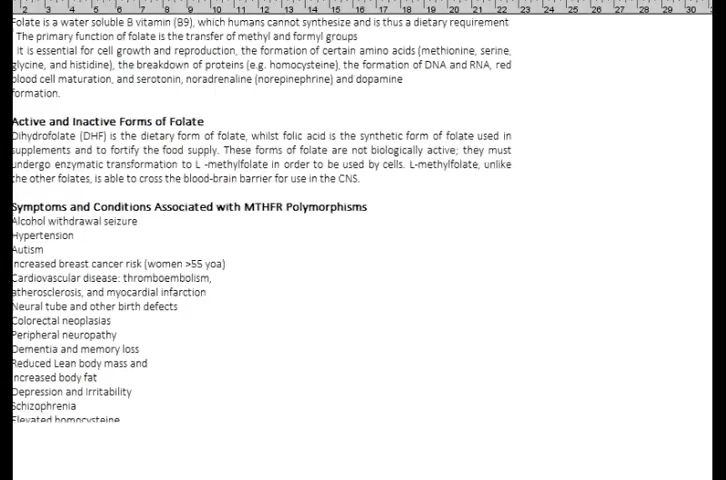 2 3 4 5 6 7 8 9 10 11 12 13 14 15 16 17 18 19 20 21 22 23 24 25 26 27 28 29 30
Folate is a water soluble B vitamin (B9), which humans cannot synthesize and is thus a dietary requirement
The primary function of folate is the transfer of methyl and formyl groups
it is essential for cell growth and reproduction, the formation of certain amino acids (methionine, serine,
glycine, and histidine), the breakdown of proteins (e.g. homocysteine), the formation of DNA and RNA, red
blood cell maturation, and serotonin, noradrenaline (norepinephrine) and dopamine
formation.
Active and Inactive Forms of Folate
Dihydrofolate (DHF) is the dietary form of folate, whilst folic acid is the synthetic form of folate used in
supplements and to fortify the food supply. These forms of folate are not biologically active; they must
undergo enzymatic transformation to L -methylfolate in order to be used by cells. L-methylfolate, unlike
the other folates, is able to cross the blood-brain barrier for use in the CNS.
Symptoms and Conditions Associated with MTHFR Polymorphisms
Alcohol withdrawal seizure
Hypertension
Autism
Increased breast cancer risk (women >55 yoa)
Cardiovascular disease: thromboembolism,
atherosclerosis, and myocardial infarction
Neural tube and other birth defects
Colorectal neoplasias
Peripheral neuropathy
Dementia and memory loss
Reduced Lean body mass and
increased body fat
Depression and Irritability
Schizophrenia
Elevated homocysteine